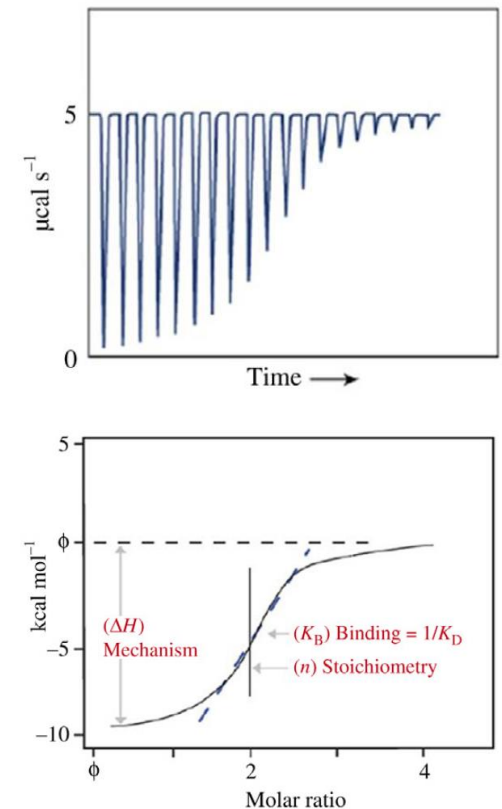 5
μcal s⁻¹
0
Time
5
ϕ
kcal mol⁻¹
(ΔH)
Mechanism
(K_B) Binding = 1/K_D
−5
(n) Stoichiometry
−10
ϕ
2
4
Molar ratio